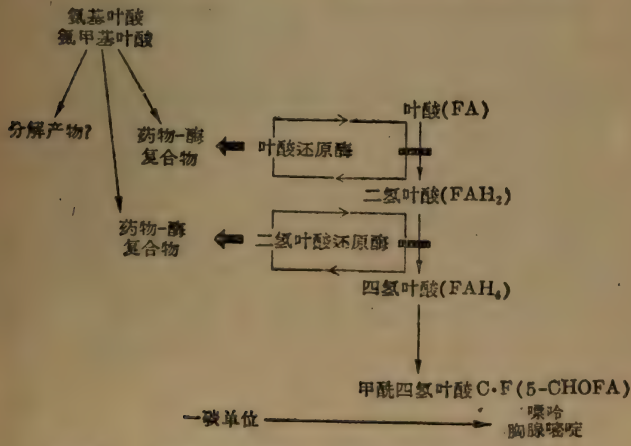 氨基叶酸
氨甲基叶酸
分解产物?
药物-酶
复合物
叶酸还原酶
叶酸(FA)
二氢叶酸(FAH₂)
药物-酶
复合物
二氢叶酸还原酶
四氢叶酸(FAH₄)
甲酰四氢叶酸C·F(5-CHOFA)
一碳单位
嘌呤
胸腺嘧啶